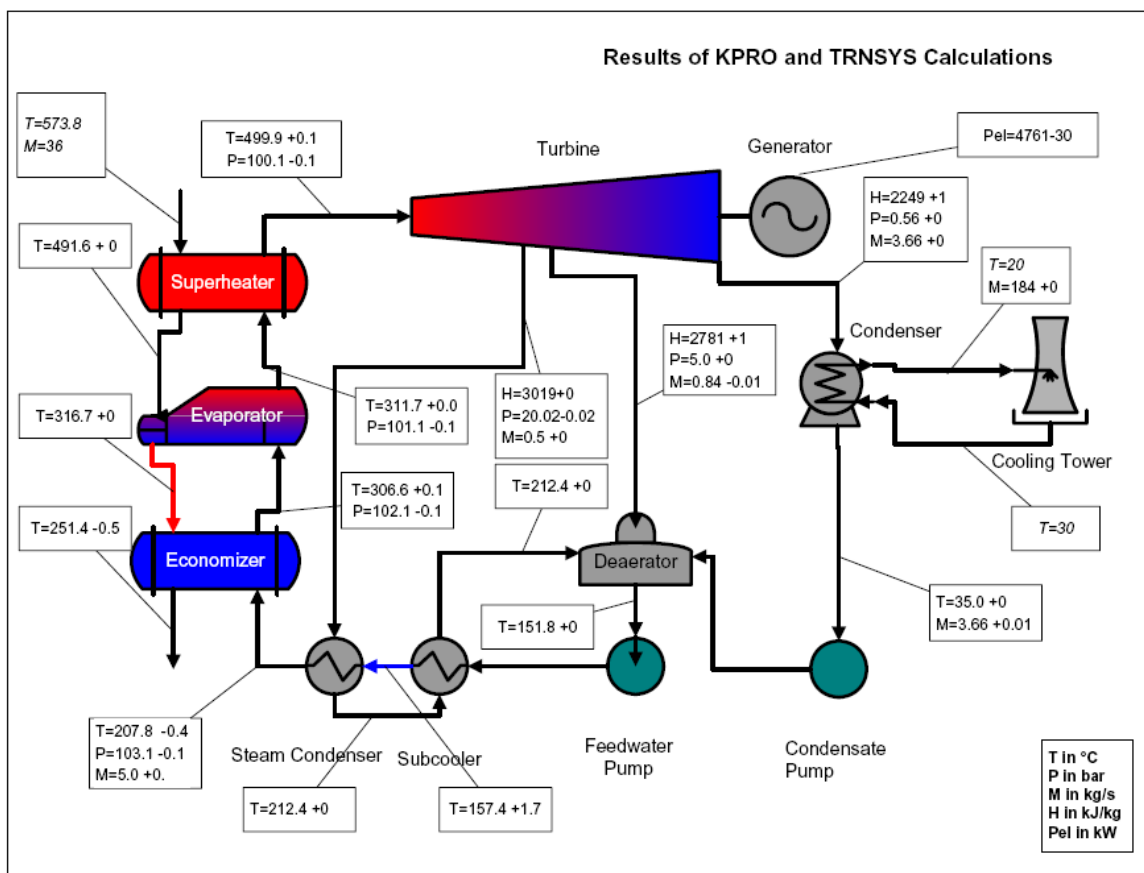 Results of KPRO and TRNSYS Calculations
T=573.8
M=36
T=499.9 +0.1
P=100.1 -0.1
Turbine
Generator
Pel=4761-30
H=2249 +1
P=0.56 +0
M=3.66 +0
T=491.6 + 0
Superheater
T=20
M=184 +0
Condenser
H=2781 +1
P=5.0 +0
M=0.84 -0.01
H=3019+0
P=20.02-0.02
M=0.5 +0
T=316.7 +0
Evaporator
T=311.7 +0.0
P=101.1 -0.1
Cooling Tower
T=306.6 +0.1
P=102.1 -0.1
T=212.4 +0
T=30
T=251.4 -0.5
Economizer
Deaerator
T=151.8 +0
T=35.0 +0
M=3.66 +0.01
T=207.8 -0.4
P=103.1 -0.1
M=5.0 +0.
Steam Condenser
Subcooler
Feedwater
Pump
Condensate
Pump
T=212.4 +0
T=157.4 +1.7
T in °C
P in bar
M in kg/s
H in kJ/kg
Pel in kW